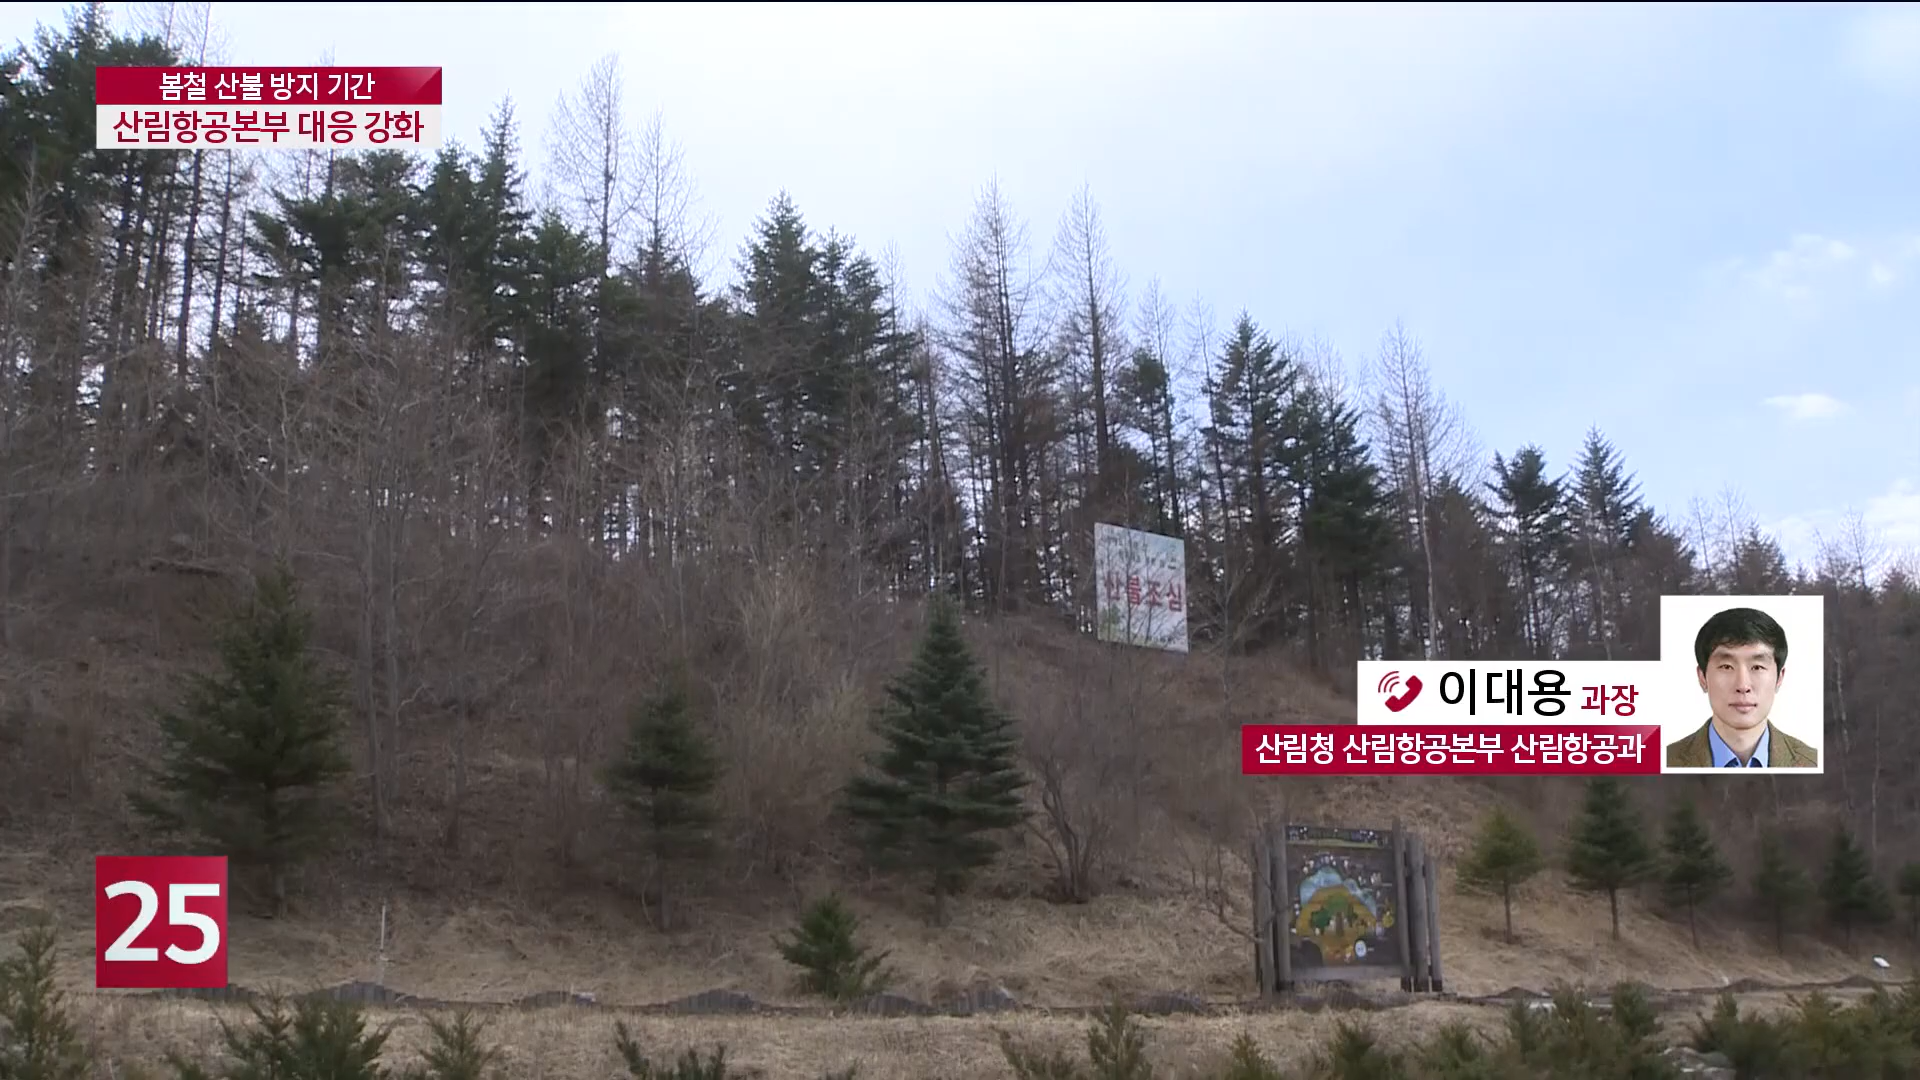 봄철 산불 방지 기간
산림항공본부 대응 강화
산불조심
이대용 과장
산림청 산림항공본부 산림항공과
25